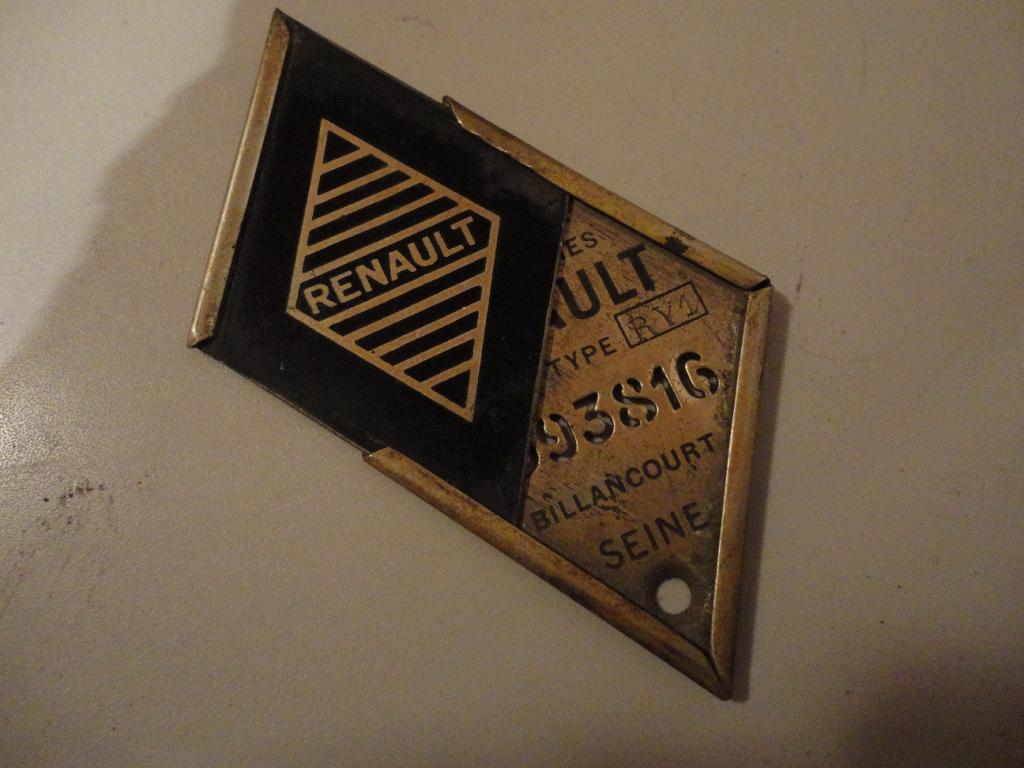 RENAULT
ES
ULT
TYPE RY1
93816
BILLANCOURT
SEINE